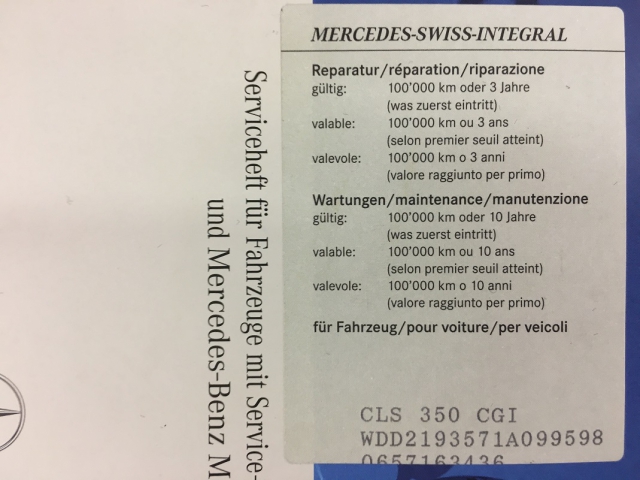 MERCEDES-SWISS-INTEGRAL
Reparatur/réparation/riparazione
gültig: 100'000 km oder 3 Jahre
(was zuerst eintritt)
valable: 100'000 km ou 3 ans
(selon premier seuil atteint)
valevole: 100'000 km o 3 anni
(valore raggiunto per primo)
Wartungen/maintenance/manutenzione
gültig: 100'000 km oder 10 Jahre
(was zuerst eintritt)
valable: 100'000 km ou 10 ans
(selon premier seuil atteint)
valevole: 100'000 km o 10 anni
(valore raggiunto per primo)
für Fahrzeug/pour voiture/per veicoli
CLS 350 CGI
WDD2193571A099598
0657163436
Serviceheft für Fahrzeuge mit Service-
und Mercedes-Benz M